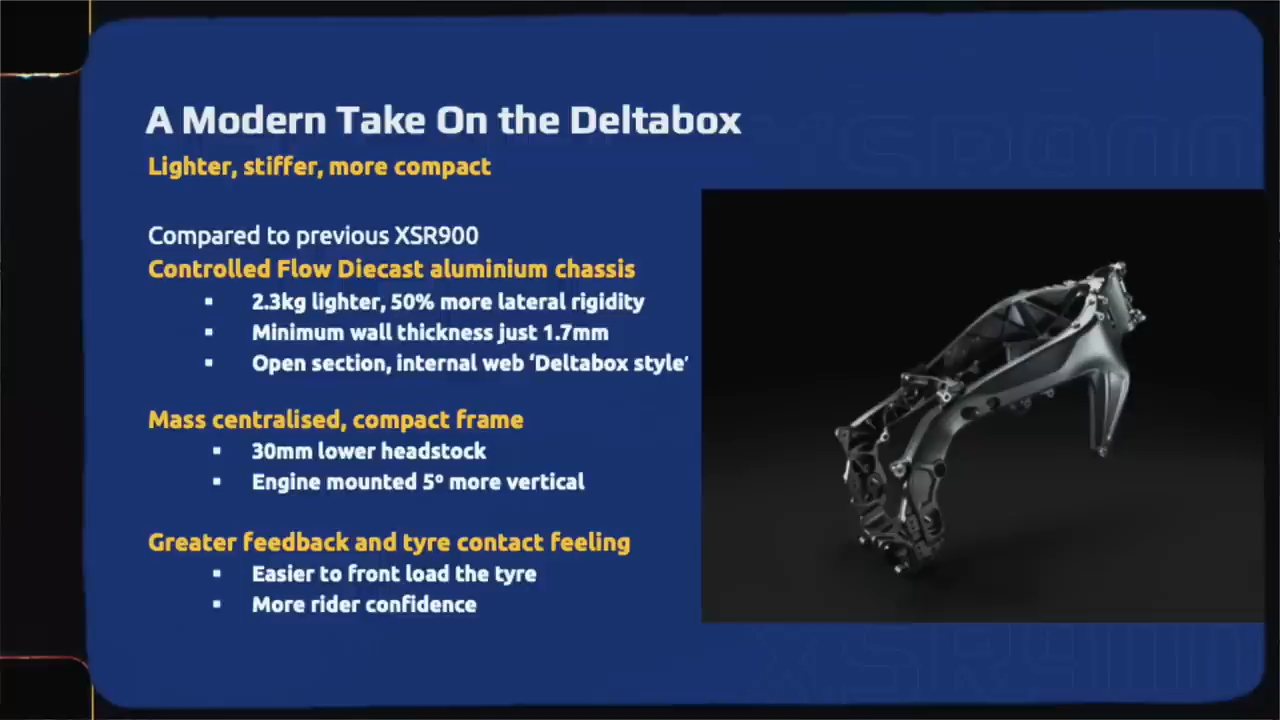 A Modern Take On the Deltabox
Lighter, stiffer, more compact
Compared to previous XSR900
Controlled Flow Diecast aluminium chassis
▪ 2.3kg lighter, 50% more lateral rigidity
▪ Minimum wall thickness just 1.7mm
▪ Open section, internal web ‘Deltabox style’
Mass centralised, compact frame
▪ 30mm lower headstock
▪ Engine mounted 5º more vertical
Greater feedback and tyre contact feeling
▪ Easier to front load the tyre
▪ More rider confidence
XSR900
XSR900